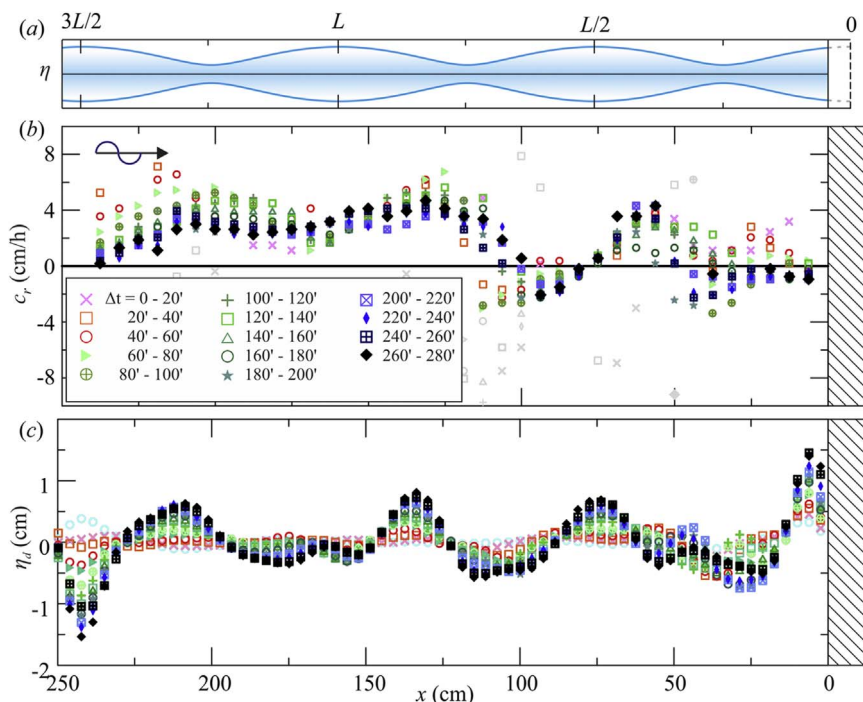 (a)
3L/2 L L/2 0
η
(b)
8
4
0
-4
-8
c_r (cm/h)
Δt = 0 - 20' 100' - 120' 200' - 220'
20' - 40' 120' - 140' 220' - 240'
40' - 60' 140' - 160' 240' - 260'
60' - 80' 160' - 180' 260' - 280'
80' - 100' 180' - 200'
(c)
1
0
-1
-2
η_d (cm)
250 200 150 100 50 0
x (cm)